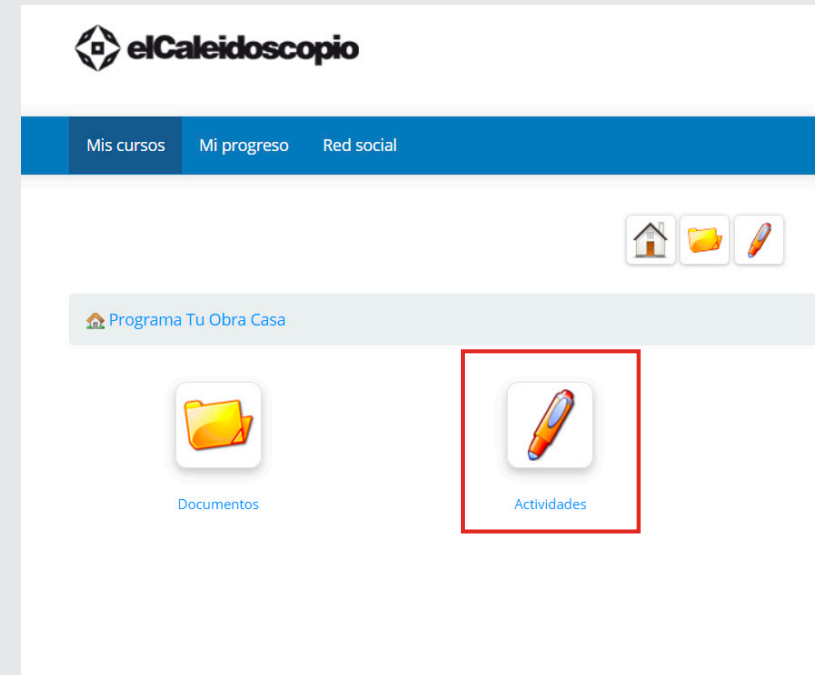 elCaleidoscopio
Mis cursos Mi progreso Red social
Programa Tu Obra Casa
Documentos Actividades